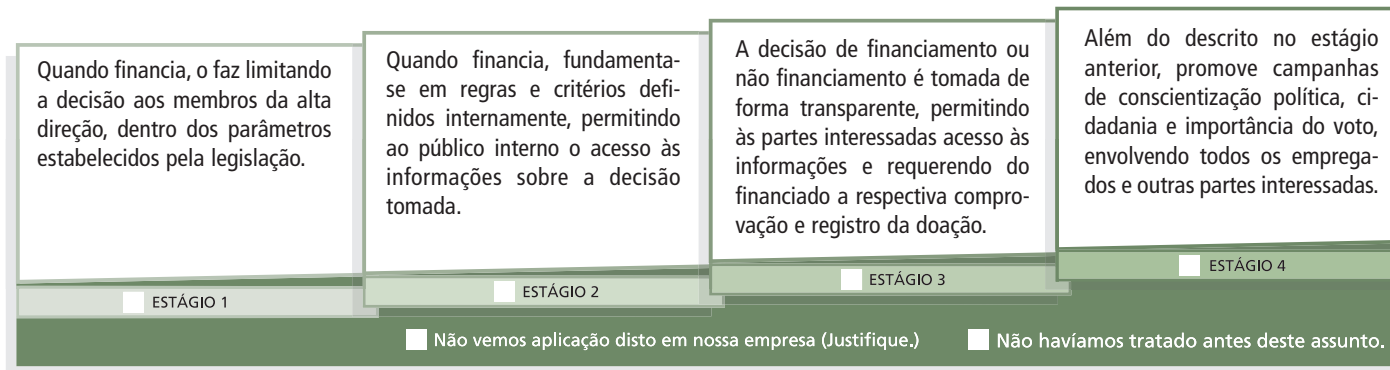 Quando financia, o faz limitando
a decisão aos membros da alta
direção, dentro dos parâmetros
estabelecidos pela legislação.
ESTÁGIO 1
Quando financia, fundamenta-
se em regras e critérios defi-
nidos internamente, permitindo
ao público interno o acesso às
informações sobre a decisão
tomada.
ESTÁGIO 2
A decisão de financiamento ou
não financiamento é tomada de
forma transparente, permitindo
às partes interessadas acesso às
informações e requerendo do
financiado a respectiva compro-
vação e registro da doação.
ESTÁGIO 3
Além do descrito no estágio
anterior, promove campanhas
de conscientização política, ci-
dadania e importância do voto,
envolvendo todos os emprega-
dos e outras partes interessadas.
ESTÁGIO 4
Não vemos aplicação disto em nossa empresa (Justifique.)
Não havíamos tratado antes deste assunto.